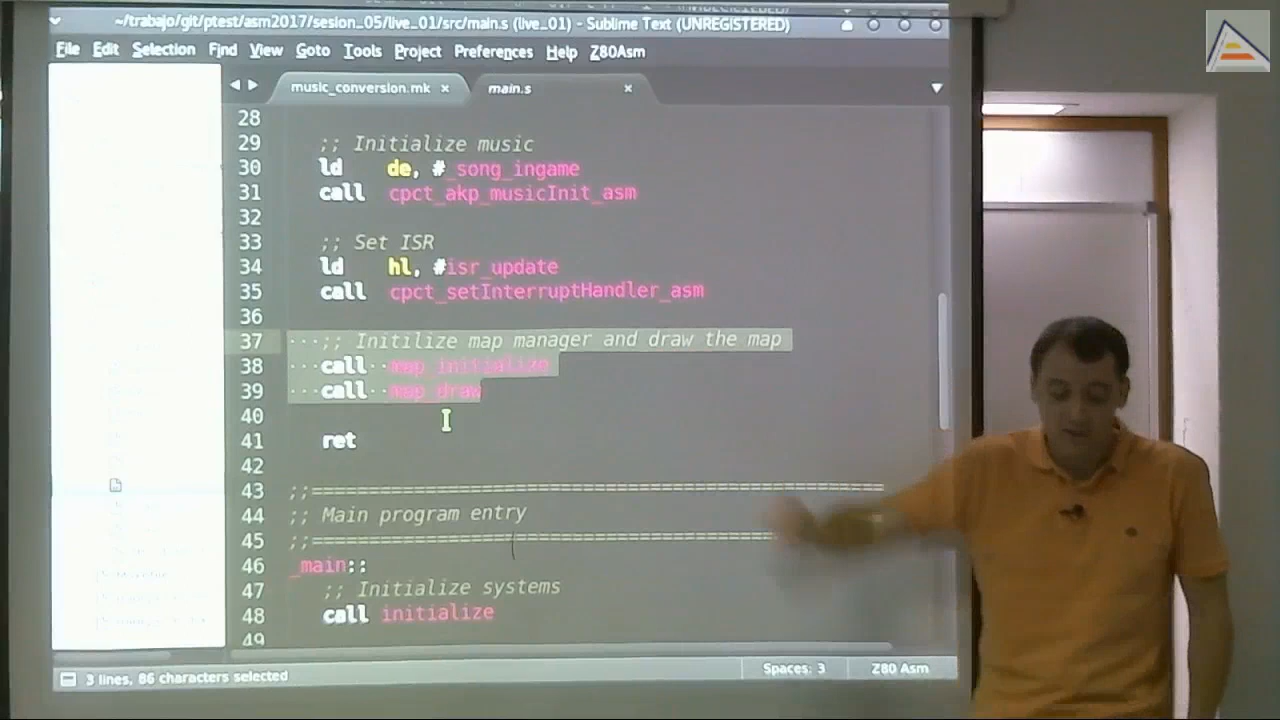 ~/trabajo/git/ptest/asm2017/sesion_05/live_01/src/main.s (live_01) - Sublime Text (UNREGISTERED)
File Edit Selection Find View Goto Tools Project Preferences Help Z80Asm
music_conversion.mk × main.s ×
28
29 ;; Initialize music
30 ld de, #_song_ingame
31 call cpct_akp_musicInit_asm
32
33 ;; Set ISR
34 ld hl, #isr_update
35 call cpct_setInterruptHandler_asm
36
37 ····;; Initilize map manager and draw the map
38 ···call··map_initialize
39 ···call··map_draw
40
41 ret
42
43 ;;===================================================
44 ;; Main program entry
45 ;;==========================================
46 _main::
47 ;; Initialize systems
48 call initialize
49
3 lines, 86 characters selected Spaces: 3 Z80 Asm